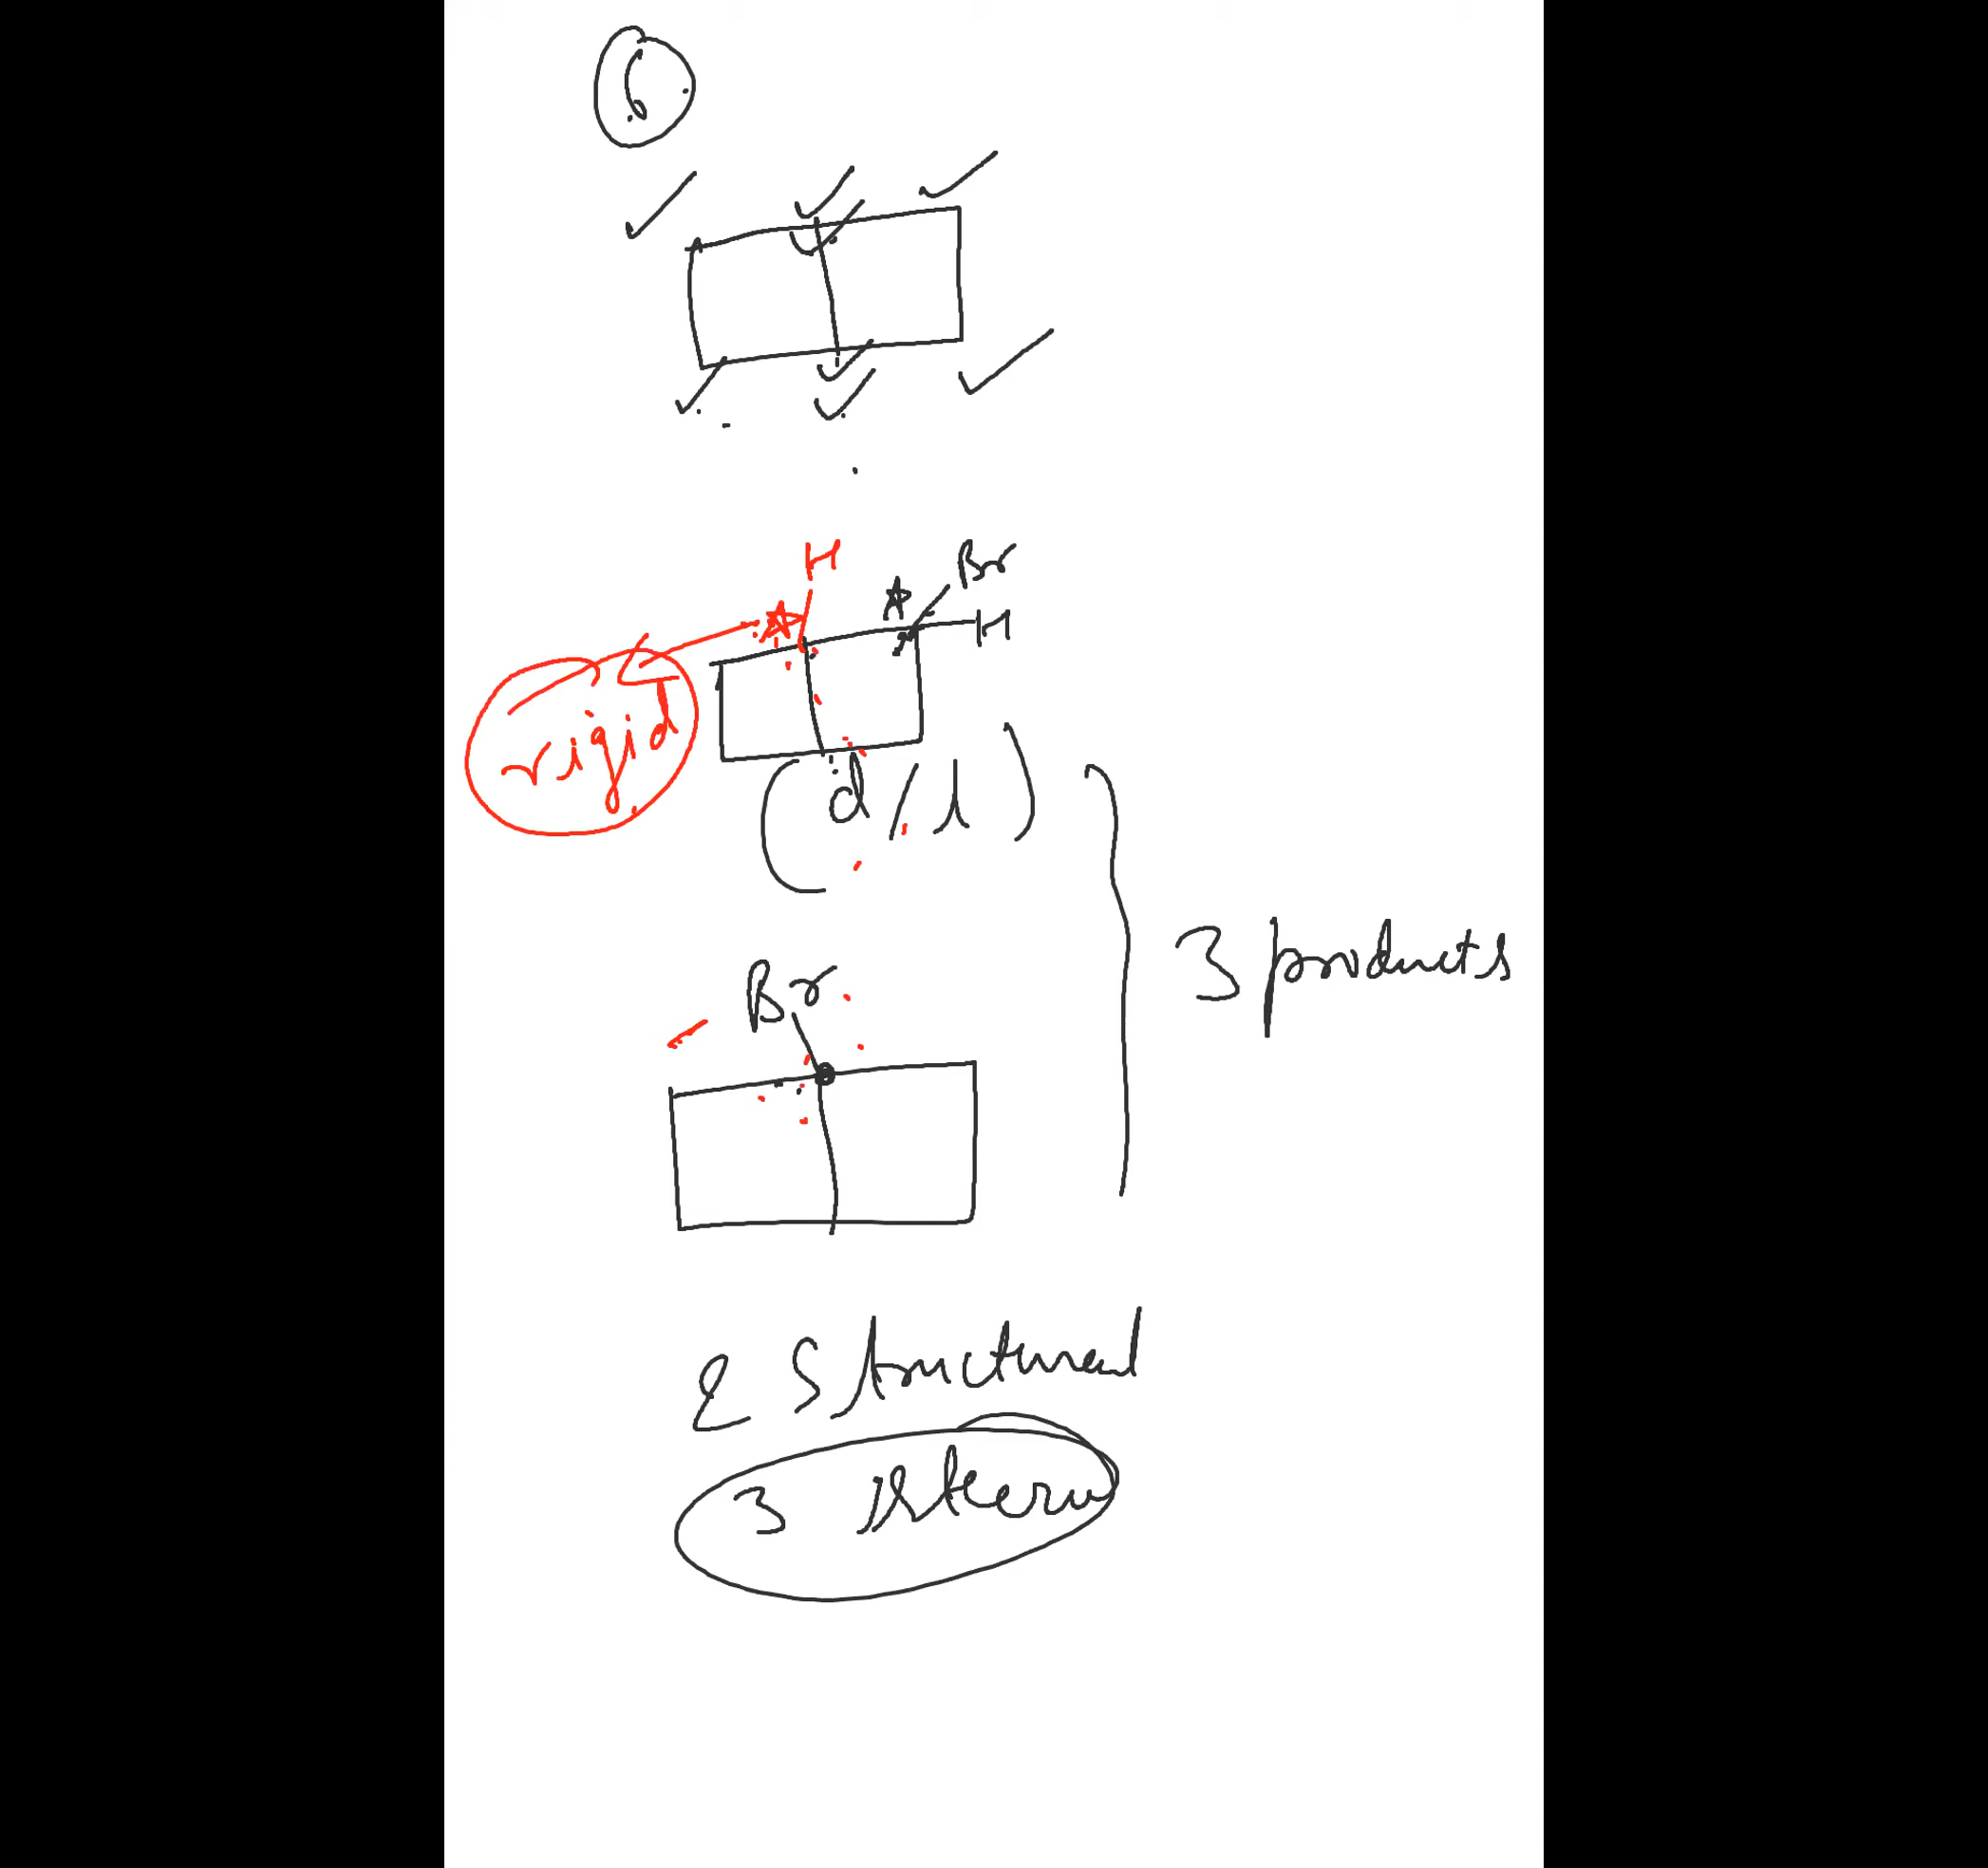 6
H
Br
H
rigid
(d/l)
3 products
Br
2 Structural
3 stereo